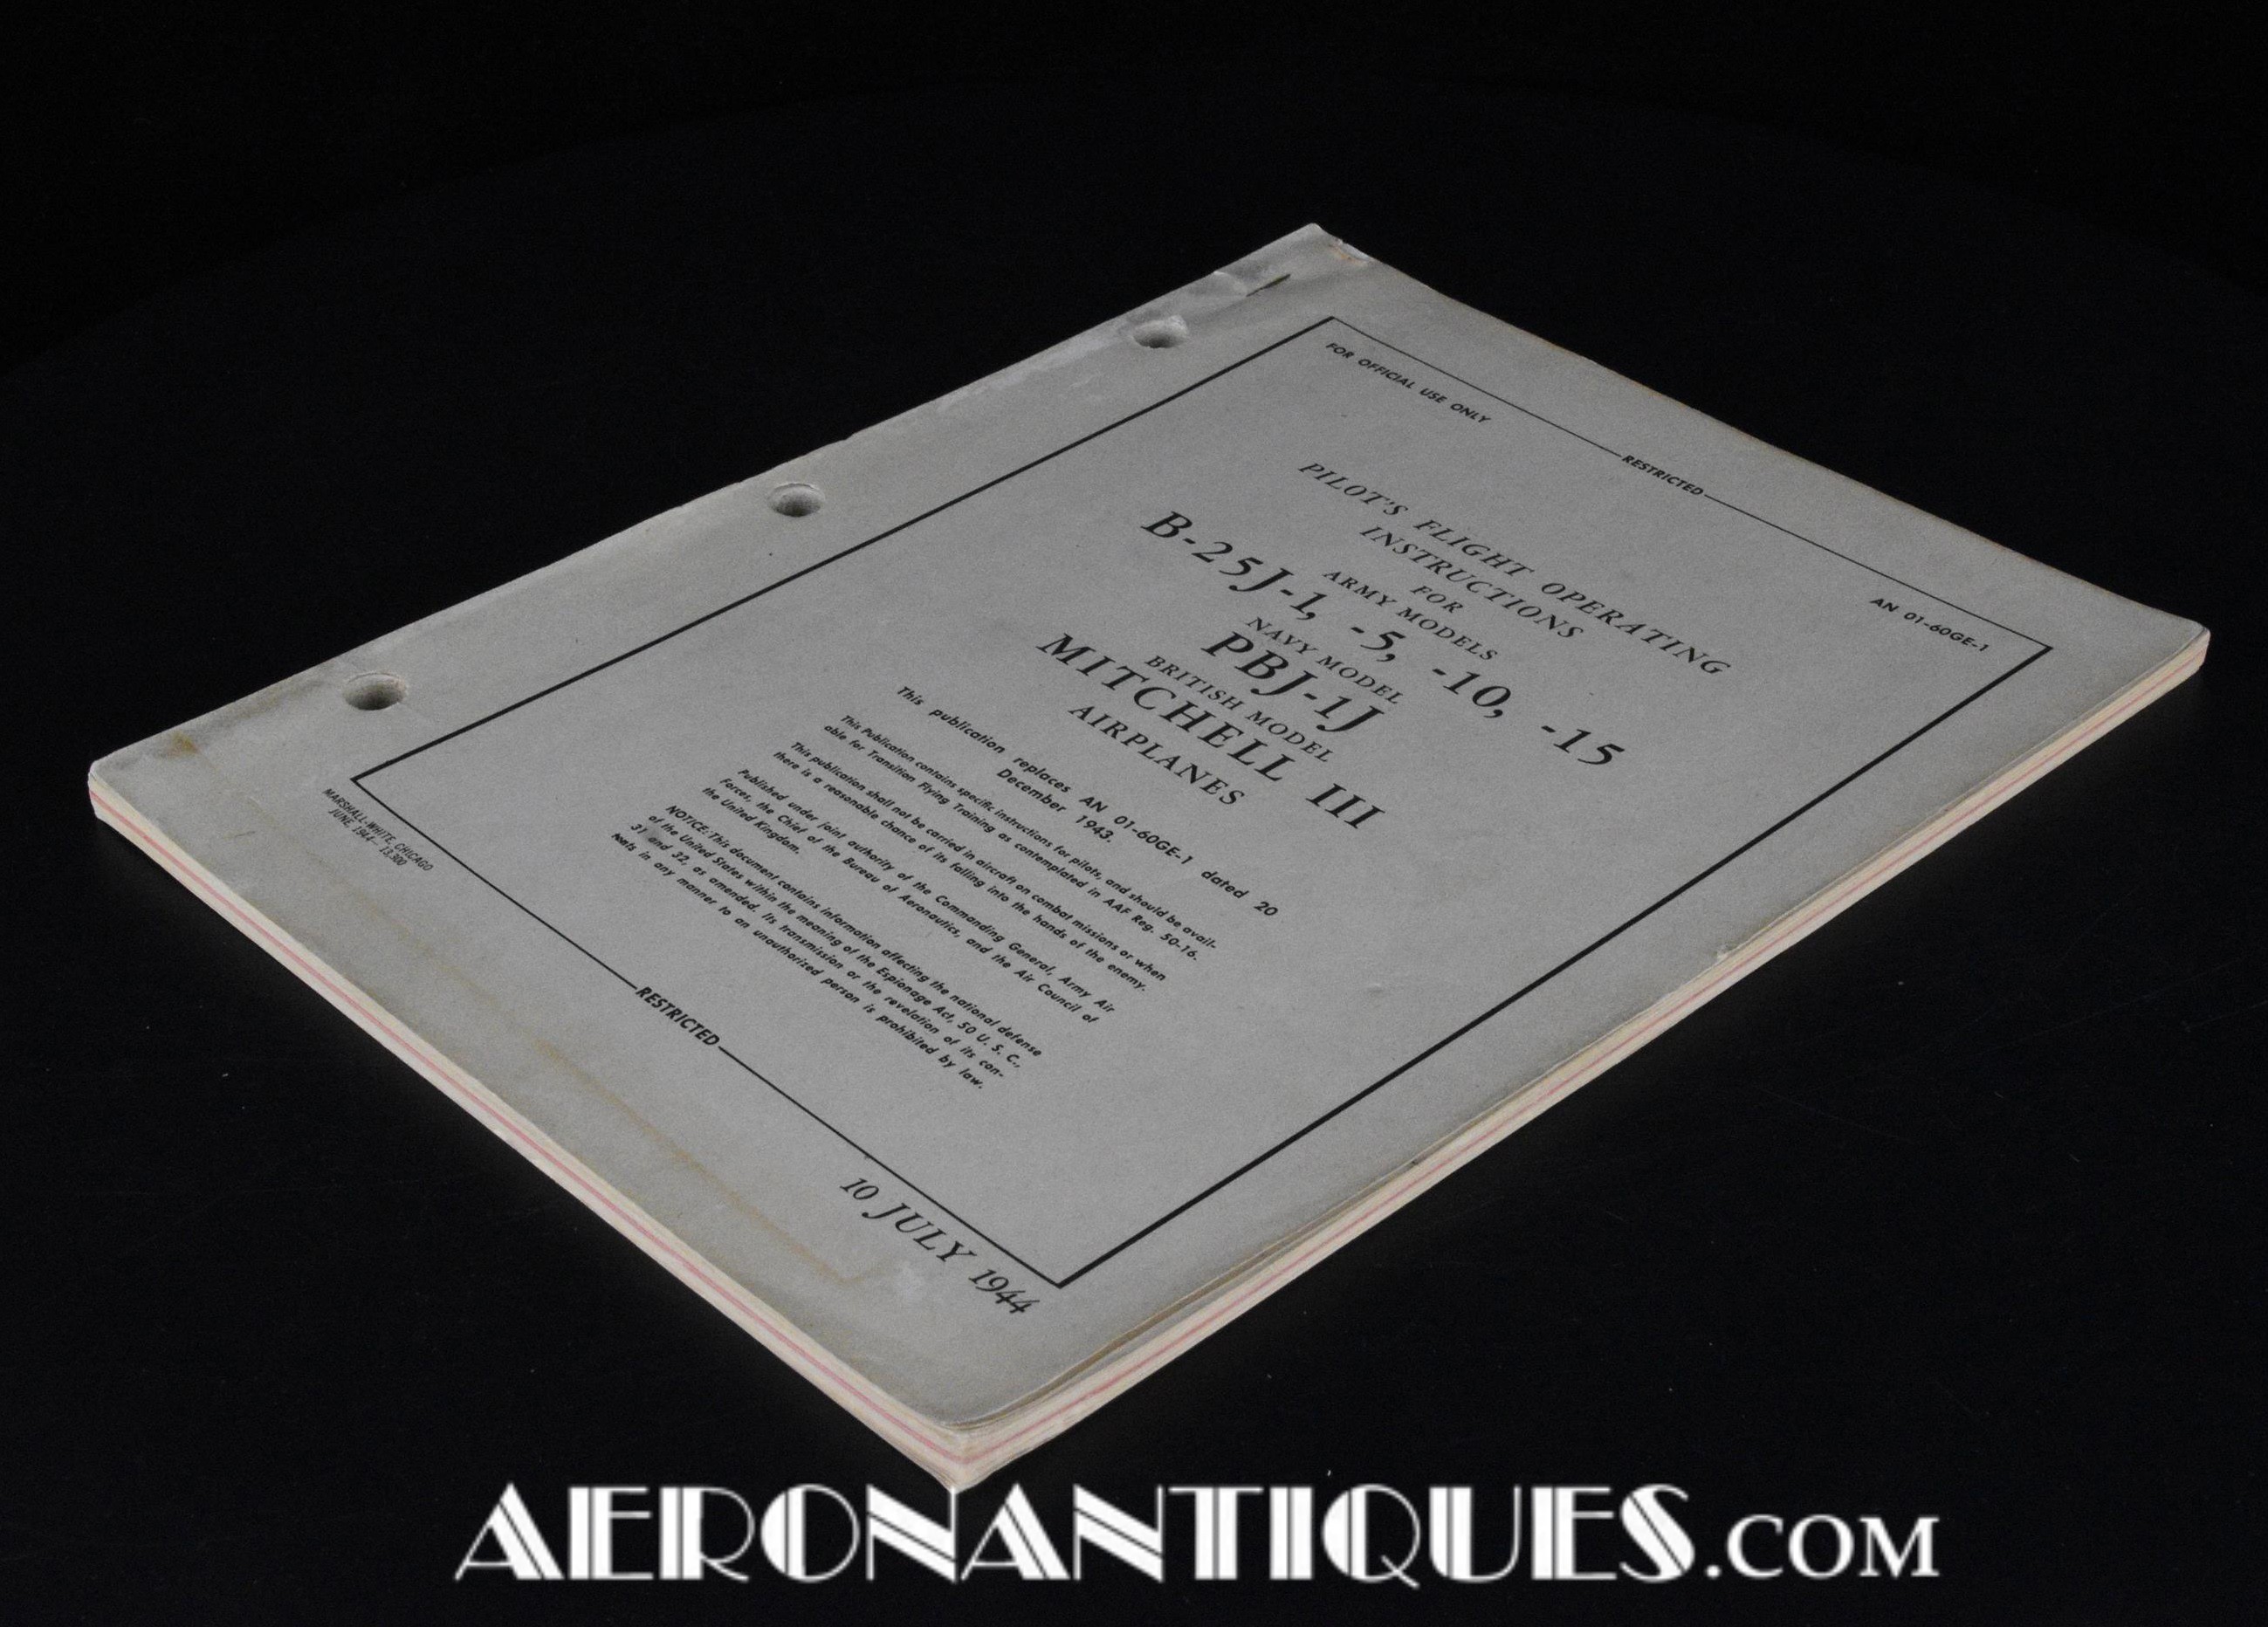 FOR OFFICIAL USE ONLY
AN 01-60GE-1
RESTRICTED
PILOT'S FLIGHT OPERATING
INSTRUCTIONS
FOR
ARMY MODELS
B-25J-1, -5, -10, -15
NAVY MODEL
PBJ-1J
BRITISH MODEL
MITCHELL III
AIRPLANES
This publication replaces AN 01-60GE-1 dated 20
December 1943.
This Publication contains specific instructions for pilots, and should be avail-
able for Transition Flying Training as contemplated in AAF Reg. 50-16.
This publication shall not be carried in aircraft on combat missions or when
there is a reasonable chance of its falling into the hands of the enemy.
Published under joint authority of the Commanding General, Army Air
Forces, the Chief of the Bureau of Aeronautics, and the Air Council of
the United Kingdom.
NOTICE: This document contains information affecting the national defense
of the United States within the meaning of the Espionage Act, 50 U. S. C.,
31 and 32, as amended. Its transmission or the revelation of its con-
tents in any manner to an unauthorized person is prohibited by law.
RESTRICTED
MARSHALL-WHITE, CHICAGO
JUNE, 1944—13,300
10 JULY 1944
AERONANTIQUES.COM